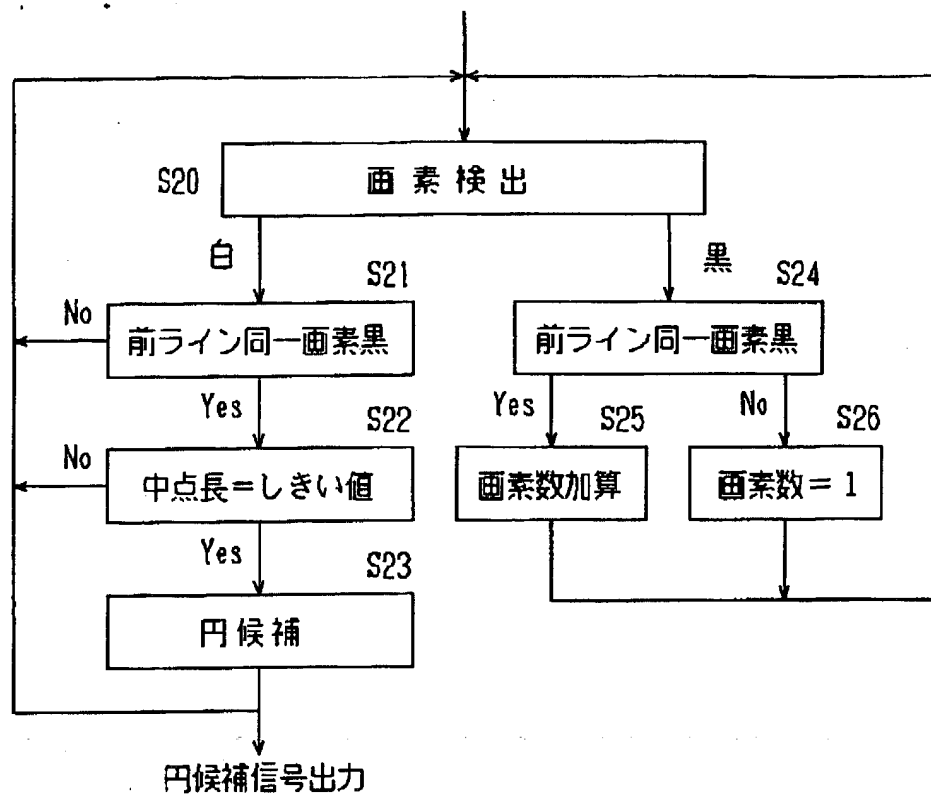 S20
画素検出
白
黒
S21
S24
No
前ライン同一画素黒
前ライン同一画素黒
Yes
S22
Yes
S25
No
S26
No
中点長=しきい値
画素数加算
画素数=1
Yes
S23
円候補
円候補信号出力